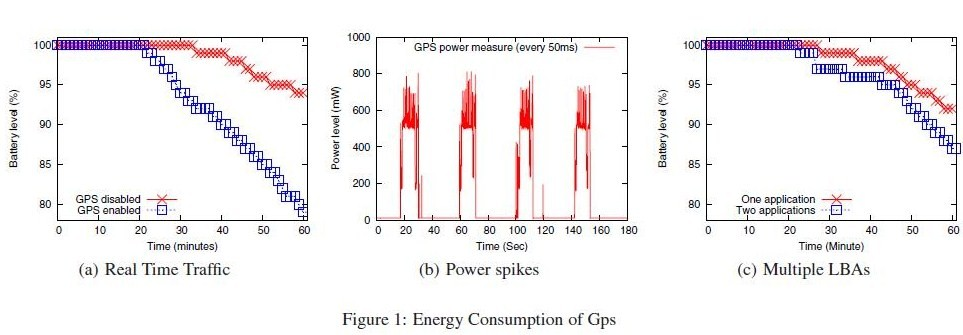 100
95
90
85
80
Battery level (%)
GPS disabled
GPS enabled
0 10 20 30 40 50 60
Time (minutes)
(a) Real Time Traffic
1000
800
600
400
200
0
Power level (mW)
GPS power measure (every 50ms)
0 20 40 60 80 100 120 140 160 180
Time (Sec)
(b) Power spikes
100
95
90
85
80
Battery level (%)
One application
Two applications
0 10 20 30 40 50 60
Time (Minute)
(c) Multiple LBAs
Figure 1: Energy Consumption of Gps